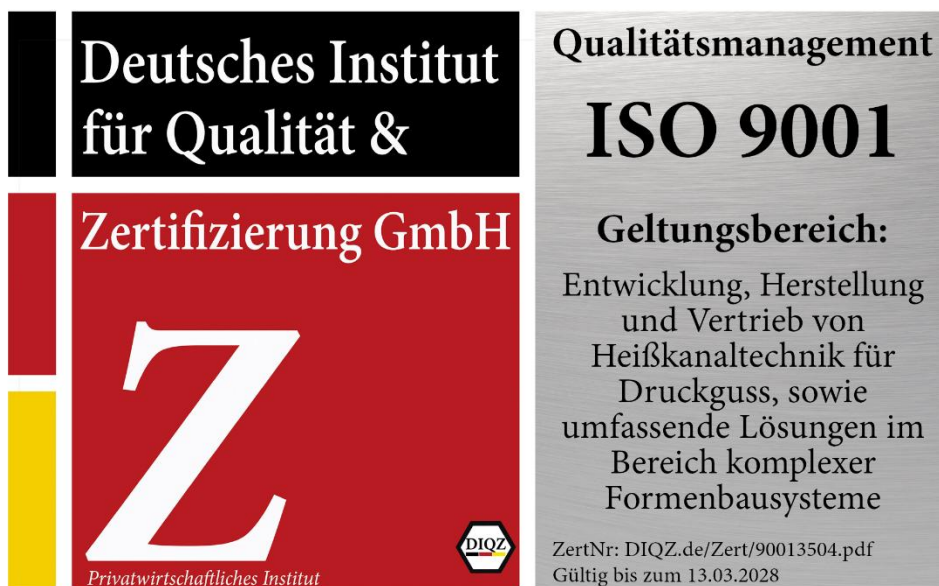 Deutsches Institut
für Qualität &
Zertifizierung GmbH
Z
DIQZ
Privatwirtschaftliches Institut
Qualitätsmanagement
ISO 9001
Geltungsbereich:
Entwicklung, Herstellung
und Vertrieb von
Heißkanaltechnik für
Druckguss, sowie
umfassende Lösungen im
Bereich komplexer
Formenbausysteme
ZertNr: DIQZ.de/Zert/90013504.pdf
Gültig bis zum 13.03.2028